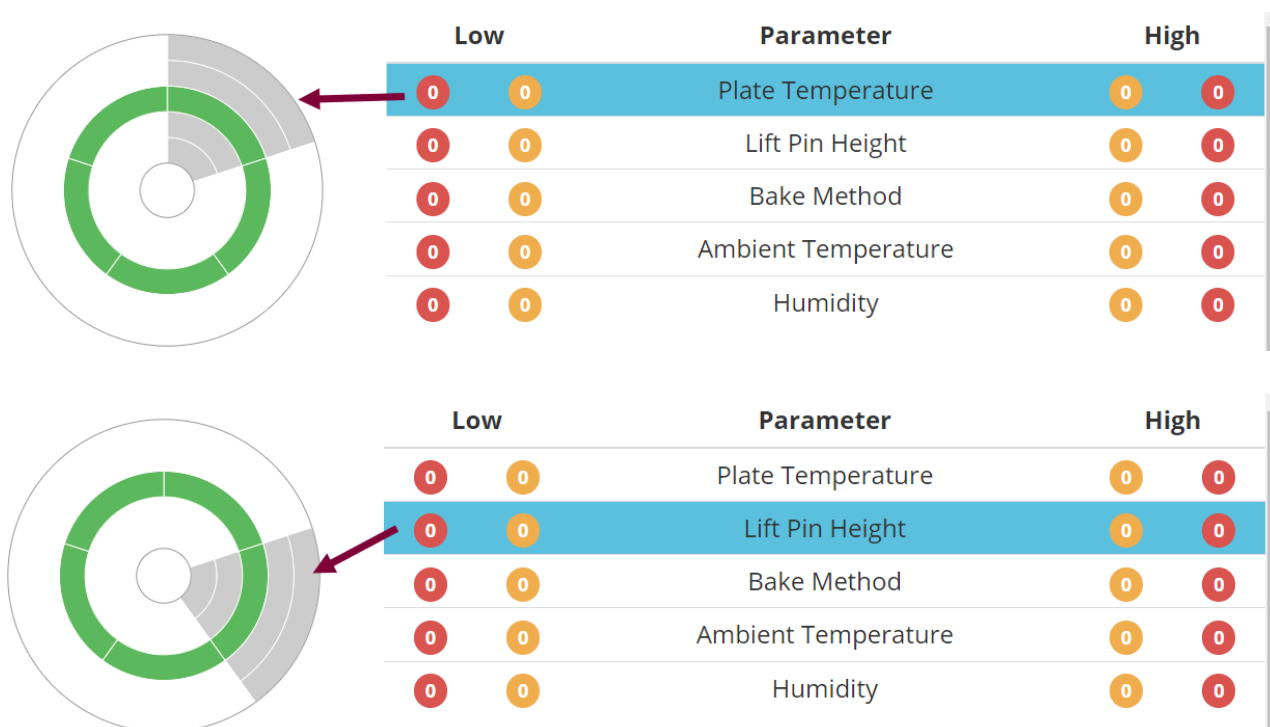 Low Parameter High
0 0 Plate Temperature 0 0
0 0 Lift Pin Height 0 0
0 0 Bake Method 0 0
0 0 Ambient Temperature 0 0
0 0 Humidity 0 0
Low Parameter High
0 0 Plate Temperature 0 0
0 0 Lift Pin Height 0 0
0 0 Bake Method 0 0
0 0 Ambient Temperature 0 0
0 0 Humidity 0 0